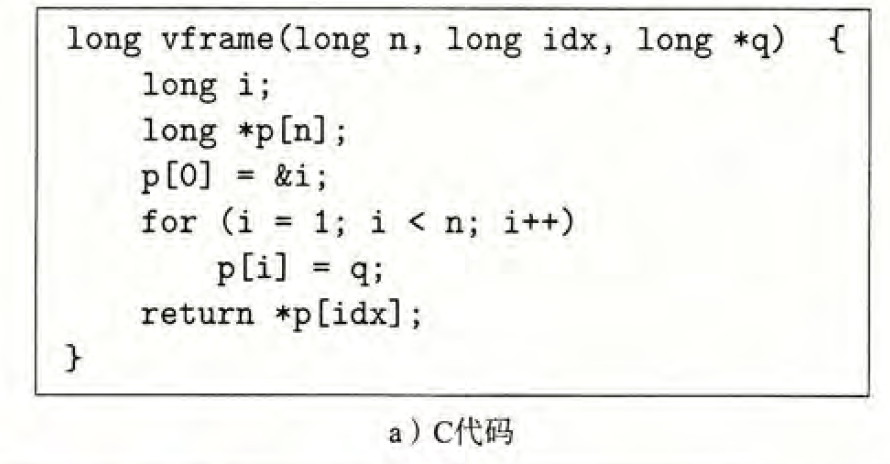 long vframe(long n, long idx, long *q)  {
    long i;
    long *p[n];
    p[0] = &i;
    for (i = 1; i < n; i++)
        p[i] = q;
    return *p[idx];
}
a）C代码